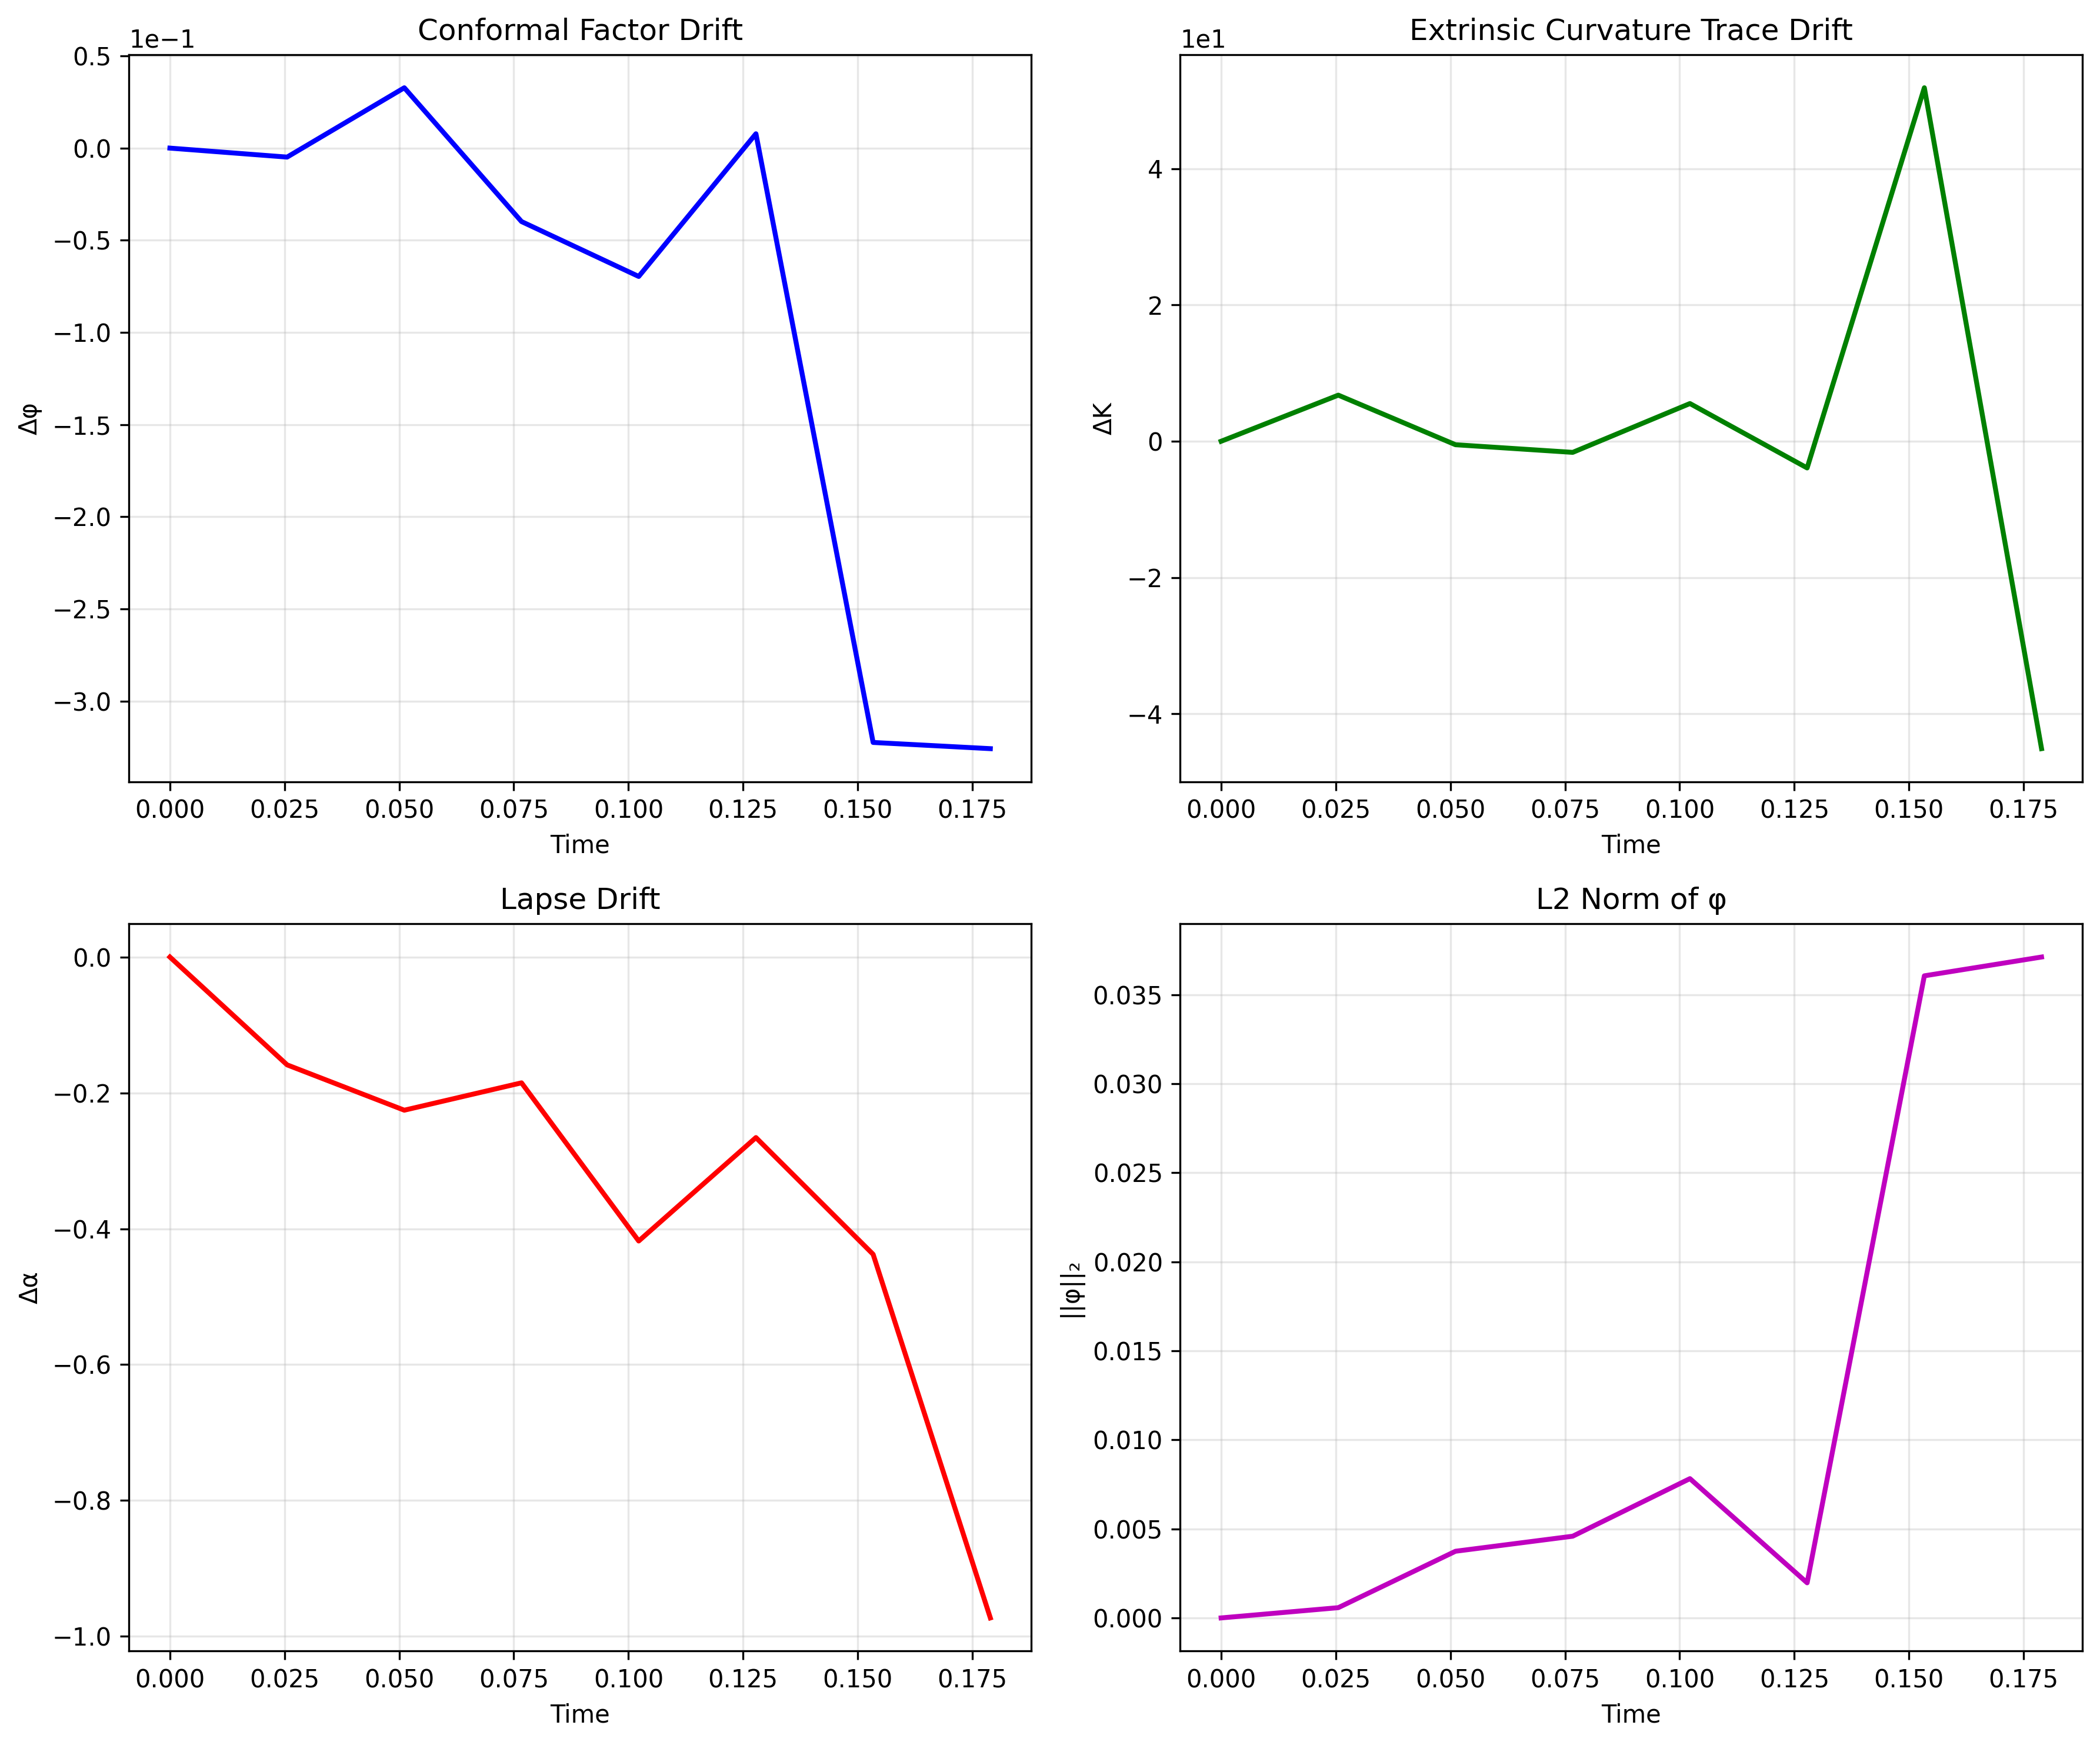 Conformal Factor Drift
1e−1
0.5
0.0
−0.5
−1.0
−1.5
−2.0
−2.5
−3.0
Δφ
0.000 0.025 0.050 0.075 0.100 0.125 0.150 0.175
Time
Extrinsic Curvature Trace Drift
1e1
4
2
0
−2
−4
ΔK
0.000 0.025 0.050 0.075 0.100 0.125 0.150 0.175
Time
Lapse Drift
0.0
−0.2
−0.4
−0.6
−0.8
−1.0
Δα
0.000 0.025 0.050 0.075 0.100 0.125 0.150 0.175
Time
L2 Norm of φ
0.035
0.030
0.025
0.020
0.015
0.010
0.005
0.000
||φ||₂
0.000 0.025 0.050 0.075 0.100 0.125 0.150 0.175
Time